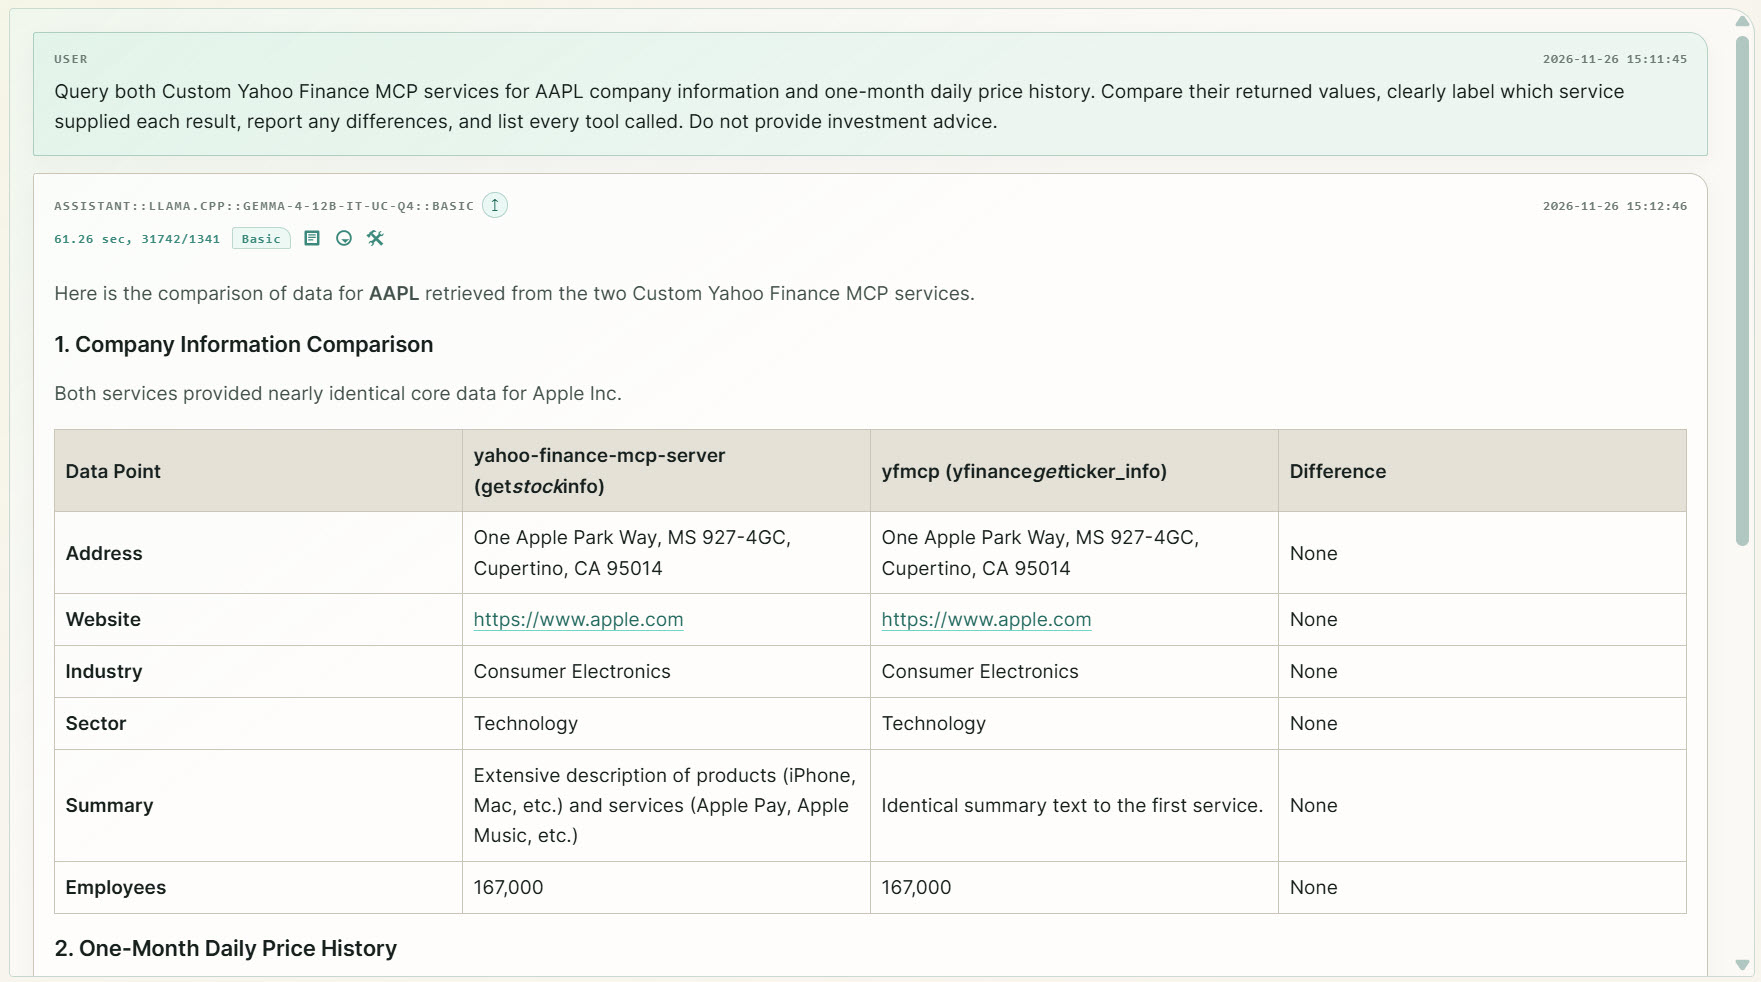 USER
2026-11-26 15:11:45
Query both Custom Yahoo Finance MCP services for AAPL company information and one-month daily price history. Compare their returned values, clearly label which service
supplied each result, report any differences, and list every tool called. Do not provide investment advice.
ASSISTANT::LLAMA.CPP::GEMMA-4-12B-IT-UC-Q4::BASIC
2026-11-26 15:12:46
61.26 sec, 31742/1341 Basic
Here is the comparison of data for AAPL retrieved from the two Custom Yahoo Finance MCP services.
1. Company Information Comparison
Both services provided nearly identical core data for Apple Inc.
Data Point
yahoo-finance-mcp-server
(getstockinfo)
yfmcp (yfinancegetticker_info)
Difference
Address
One Apple Park Way, MS 927-4GC,
Cupertino, CA 95014
One Apple Park Way, MS 927-4GC,
Cupertino, CA 95014
None
Website
https://www.apple.com
https://www.apple.com
None
Industry
Consumer Electronics
Consumer Electronics
None
Sector
Technology
Technology
None
Summary
Extensive description of products (iPhone,
Mac, etc.) and services (Apple Pay, Apple
Music, etc.)
Identical summary text to the first service.
None
Employees
167,000
167,000
None
2. One-Month Daily Price History